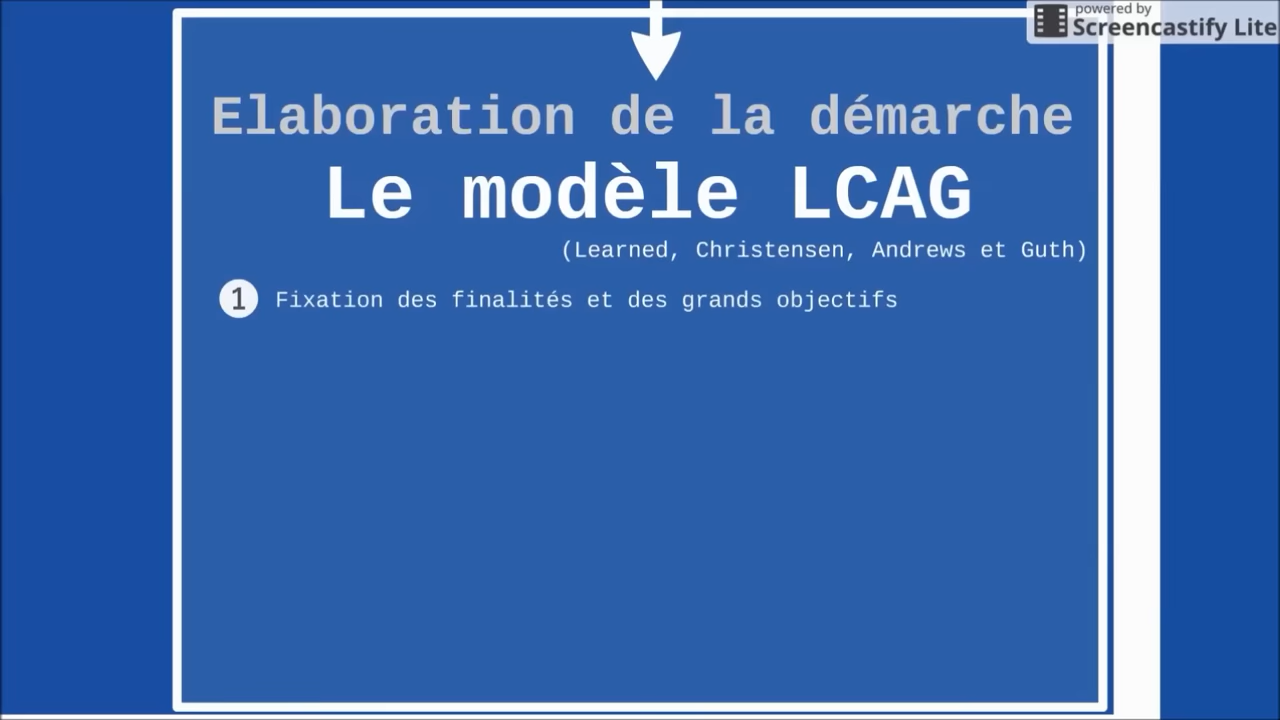 powered by
Screencastify Lite
Elaboration de la démarche
Le modèle LCAG
(Learned, Christensen, Andrews et Guth)
1 Fixation des finalités et des grands objectifs